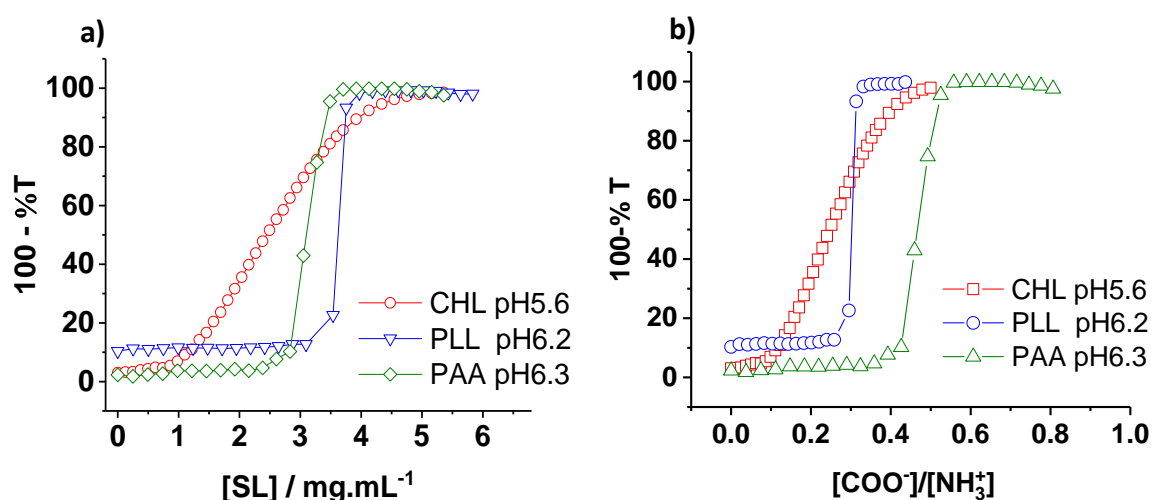 a)
100 - %T
100
80
60
40
20
0
CHL pH5.6
PLL pH6.2
PAA pH6.3
0 1 2 3 4 5 6
[SL] / mg.mL⁻¹
b)
100-% T
100
80
60
40
20
0
CHL pH5.6
PLL pH6.2
PAA pH6.3
0.0 0.2 0.4 0.6 0.8 1.0
[COO⁻]/[NH₃⁺]